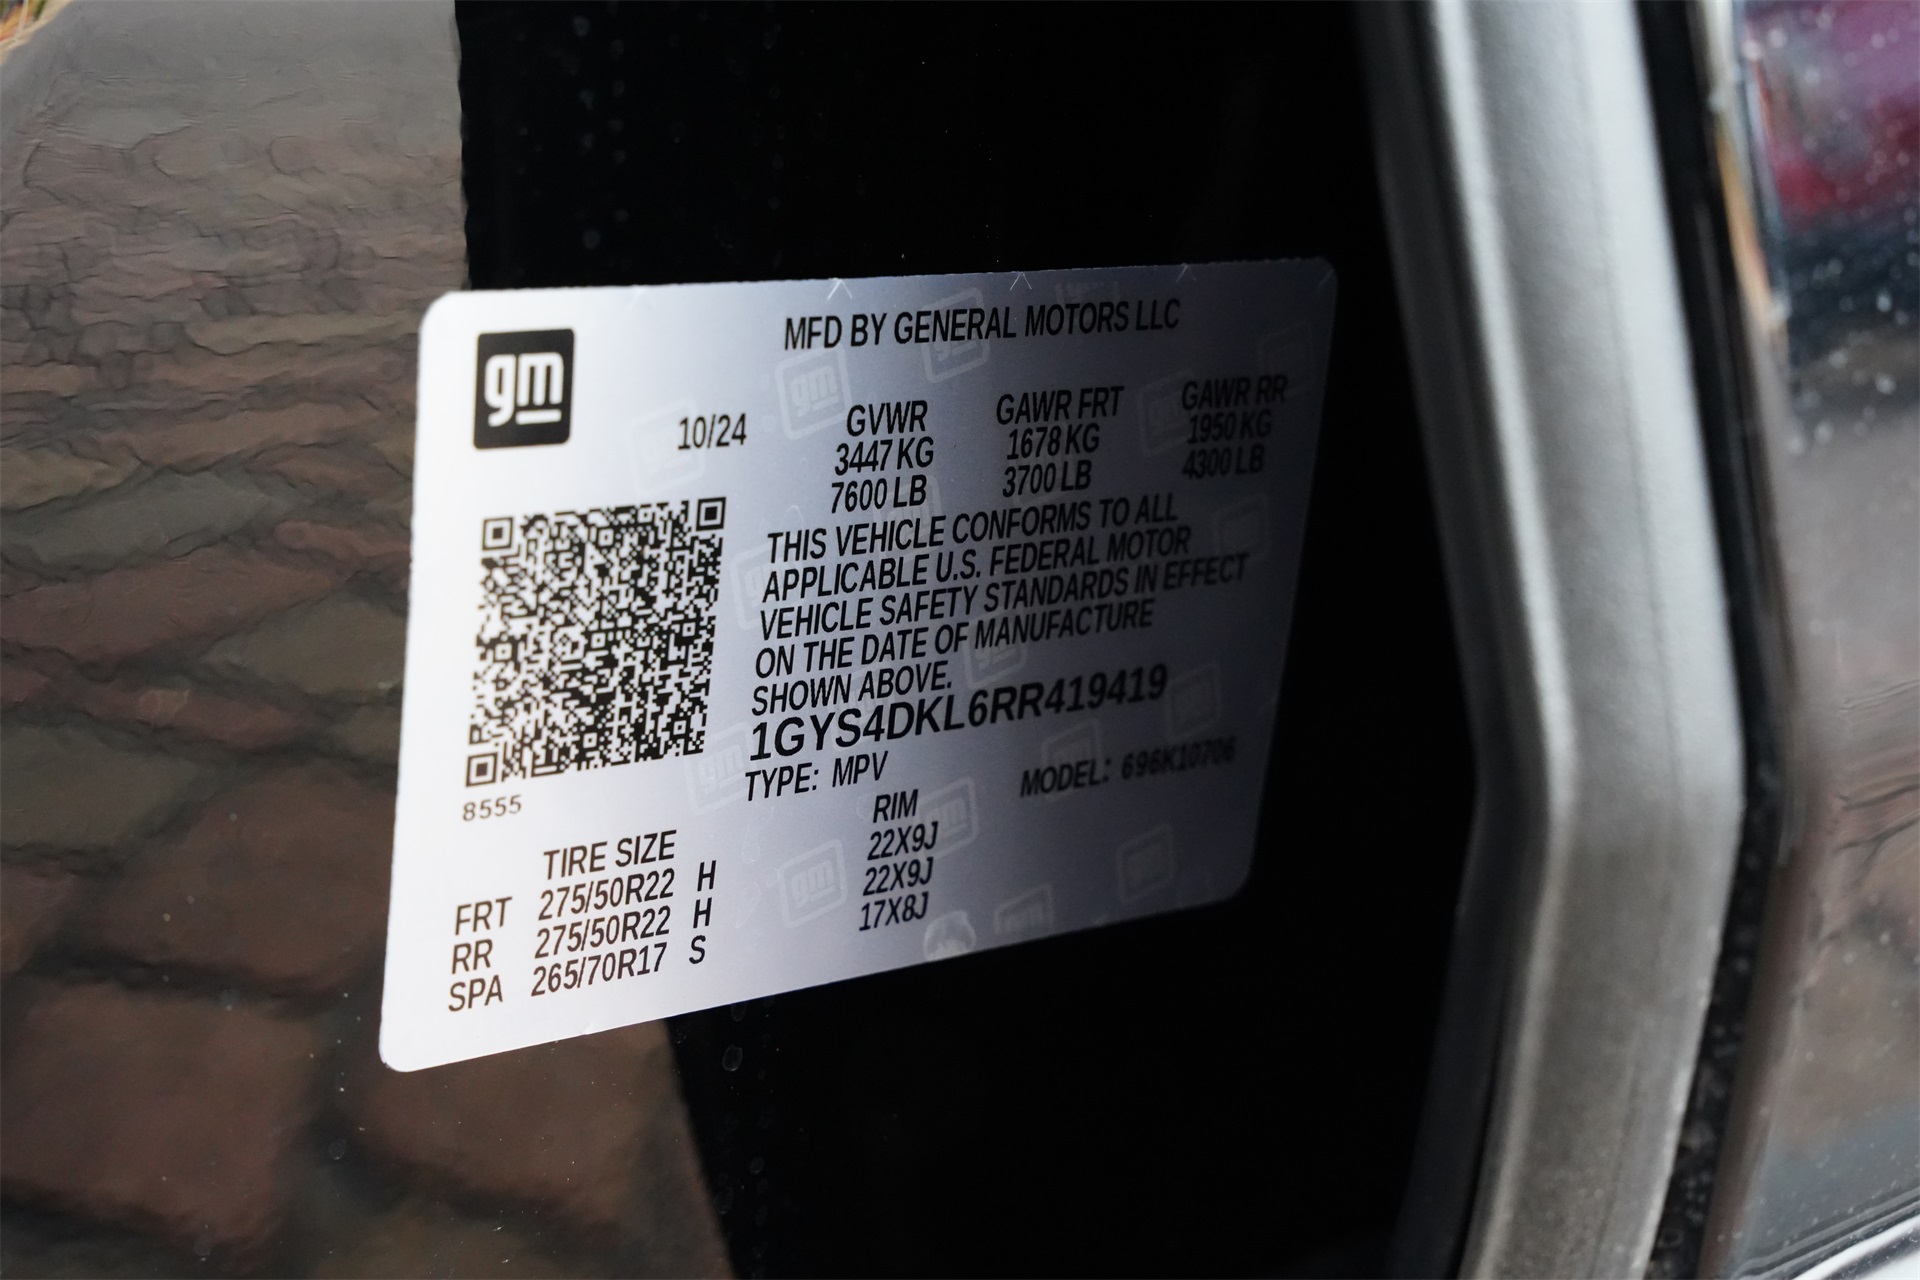 gm
MFD BY GENERAL MOTORS LLC
10/24
GVWR GAWR FRT GAWR RR
3447 KG 1678 KG 1950 KG
7600 LB 3700 LB 4300 LB
THIS VEHICLE CONFORMS TO ALL
APPLICABLE U.S. FEDERAL MOTOR
VEHICLE SAFETY STANDARDS IN EFFECT
ON THE DATE OF MANUFACTURE
SHOWN ABOVE.
1GYS4DKL6RR419419
TYPE: MPV MODEL: 696K10706
8555
TIRE SIZE RIM
FRT 275/50R22 H 22X9J
RR 275/50R22 H 22X9J
SPA 265/70R17 S 17X8J